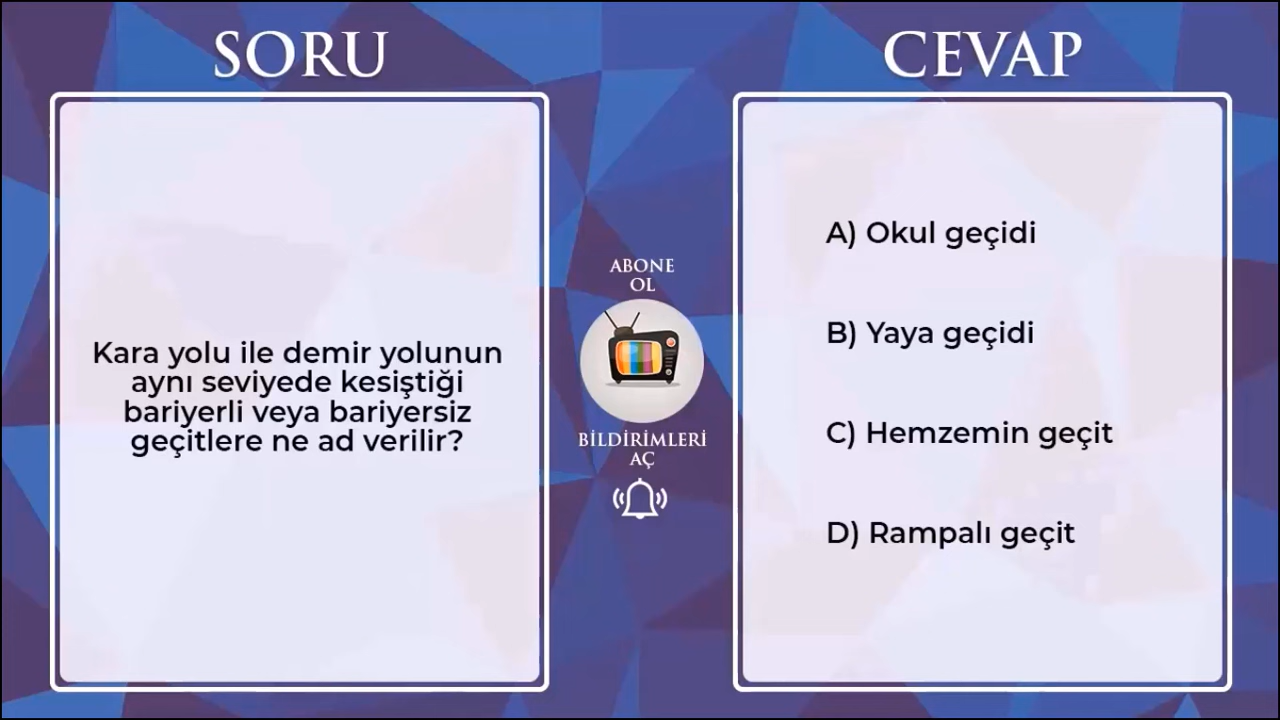 SORU
Kara yolu ile demir yolunun
aynı seviyede kesiştiği
bariyerli veya bariyersiz
geçitlere ne ad verilir?
ABONE
OL
BİLDİRİMLERİ
AÇ
CEVAP
A) Okul geçidi
B) Yaya geçidi
C) Hemzemin geçit
D) Rampalı geçit